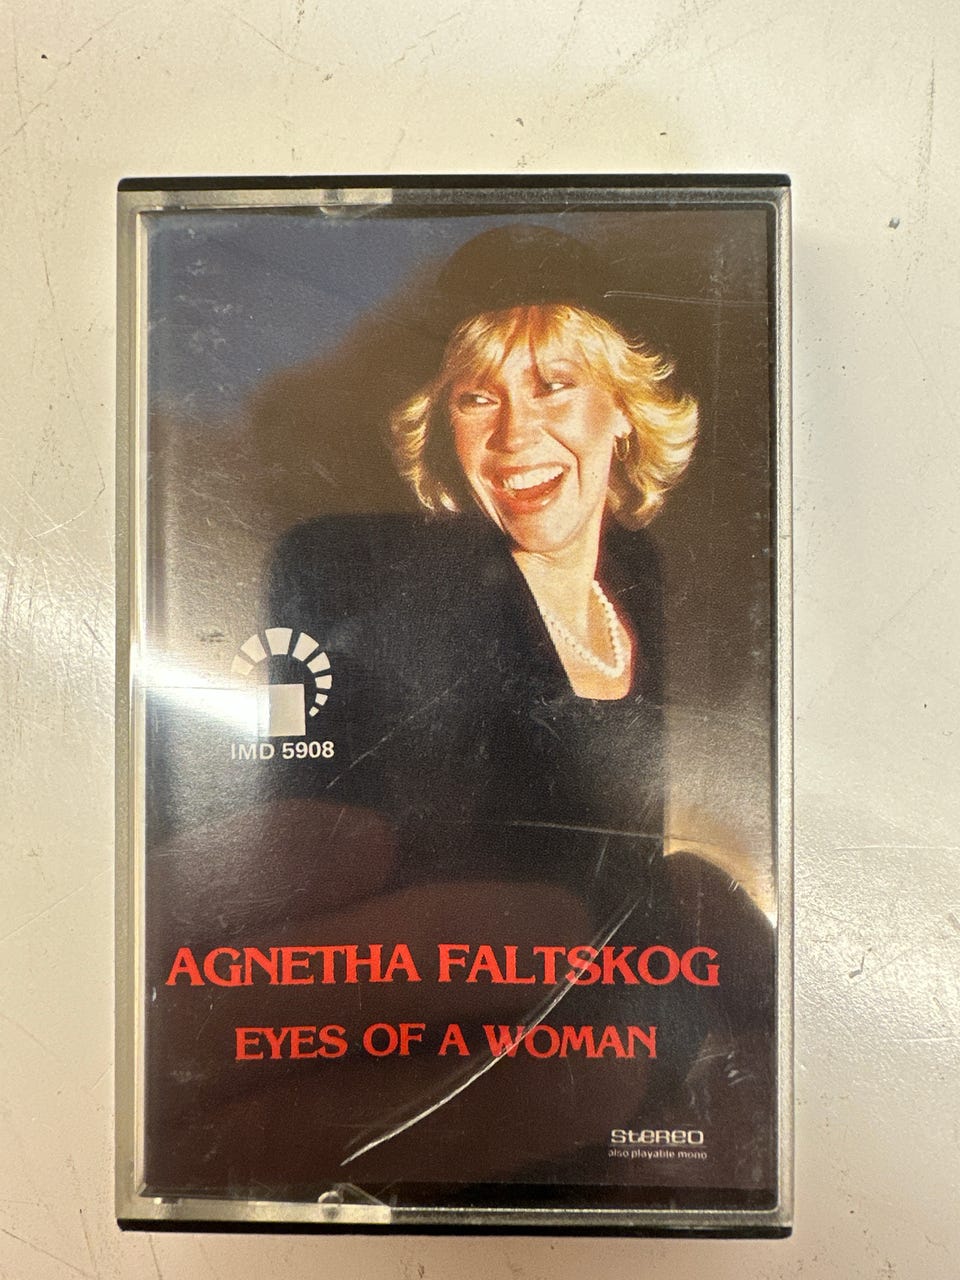 IMD 5908
AGNETHA FALTSKOG
EYES OF A WOMAN
STEREO
also playable mono